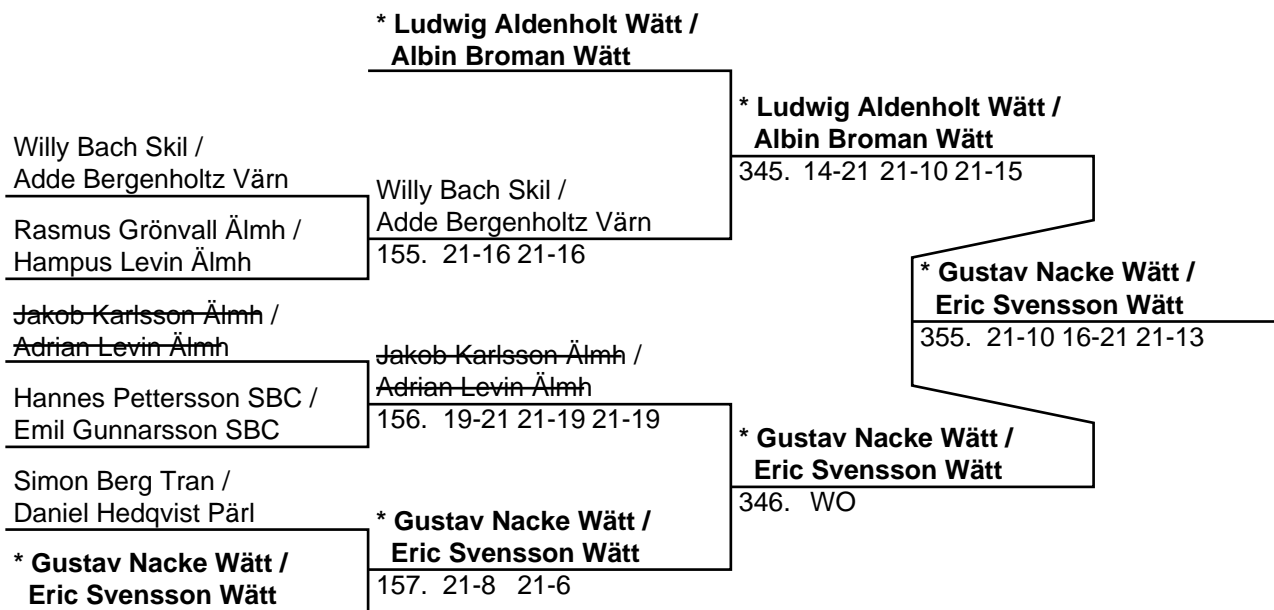 * Ludwig Aldenholt Wätt /
Albin Broman Wätt
* Ludwig Aldenholt Wätt /
Albin Broman Wätt
345. 14-21 21-10 21-15
Willy Bach Skil /
Adde Bergenholtz Värn
Willy Bach Skil /
Adde Bergenholtz Värn
155. 21-16 21-16
Rasmus Grönvall Älmh /
Hampus Levin Älmh
* Gustav Nacke Wätt /
Eric Svensson Wätt
355. 21-10 16-21 21-13
Jakob Karlsson Älmh /
Adrian Levin Älmh
Jakob Karlsson Älmh /
Adrian Levin Älmh
156. 19-21 21-19 21-19
Hannes Pettersson SBC /
Emil Gunnarsson SBC
* Gustav Nacke Wätt /
Eric Svensson Wätt
346. WO
Simon Berg Tran /
Daniel Hedqvist Pärl
* Gustav Nacke Wätt /
Eric Svensson Wätt
157. 21-8 21-6
* Gustav Nacke Wätt /
Eric Svensson Wätt